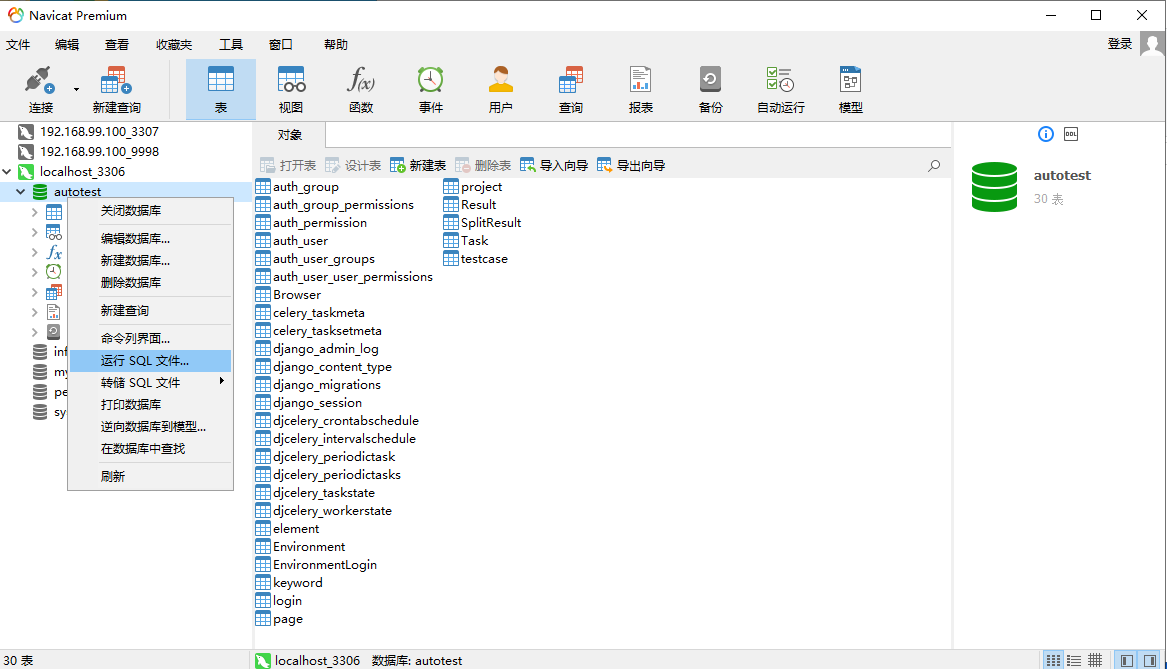 Navicat Premium
文件 编辑 查看 收藏夹 工具 窗口 帮助 登录
连接 新建查询 表 视图 函数 事件 用户 查询 报表 备份 自动运行 模型
f(x)
192.168.99.100_3307
192.168.99.100_9998
localhost_3306
autotest
fx
inf
my
pe
sy
关闭数据库
编辑数据库...
新建数据库...
删除数据库
新建查询
命令列界面...
运行 SQL 文件...
转储 SQL 文件
打印数据库
逆向数据库到模型...
在数据库中查找
刷新
对象
打开表 设计表 新建表 删除表 导入向导 导出向导
auth_group
auth_group_permissions
auth_permission
auth_user
auth_user_groups
auth_user_user_permissions
Browser
celery_taskmeta
celery_tasksetmeta
django_admin_log
django_content_type
django_migrations
django_session
djcelery_crontabschedule
djcelery_intervalschedule
djcelery_periodictask
djcelery_periodictasks
djcelery_taskstate
djcelery_workerstate
element
Environment
EnvironmentLogin
keyword
login
page
project
Result
SplitResult
Task
testcase
DDL
autotest
30 表
30 表 localhost_3306 数据库: autotest